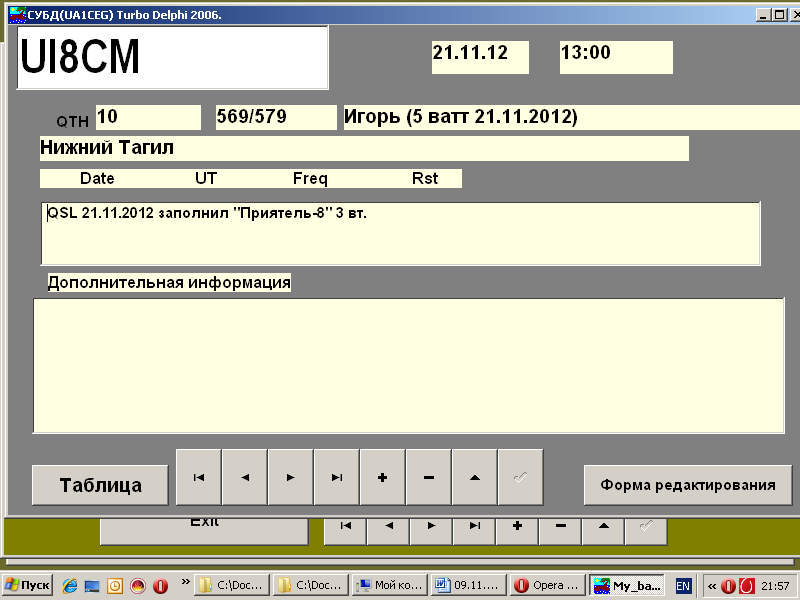 СУБД(UA1CEG) Turbo Delphi 2006.
UI8CM
21.11.12 13:00
QTH 10 569/579 Игорь (5 ватт 21.11.2012)
Нижний Тагил
Date UT Freq Rst
QSL 21.11.2012 заполнил "Приятель-8" 3 вт.
Дополнительная информация
Таблица Форма редактирования
Exit
Пуск » C:\Doc... C:\Doc... Мой ко... 09.11.... Opera ... My_ba... EN « 21:57